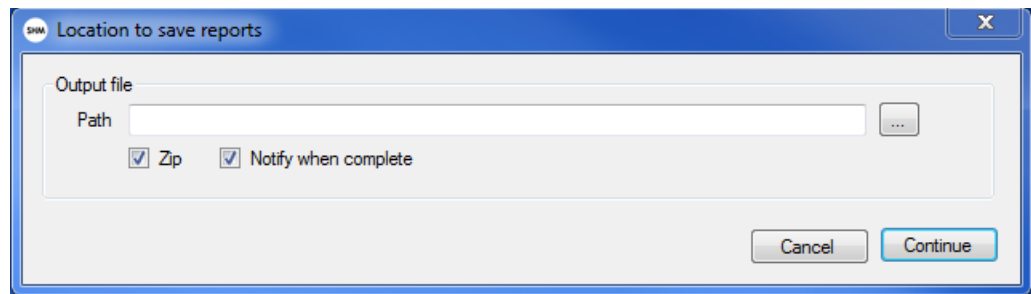 SHM Location to save reports X
Output file
Path ...
Zip Notify when complete
Cancel Continue